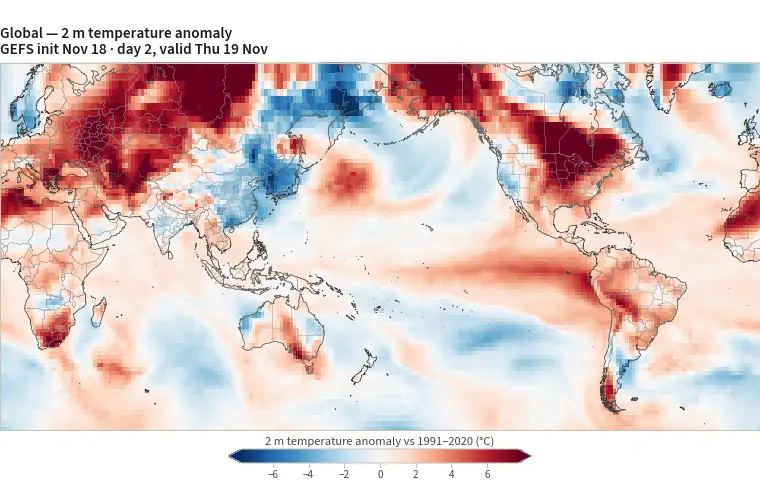 Global — 2 m temperature anomaly
GEFS init Nov 18 · day 2, valid Thu 19 Nov
2 m temperature anomaly vs 1991–2020 (°C)
−6 −4 −2 0 2 4 6